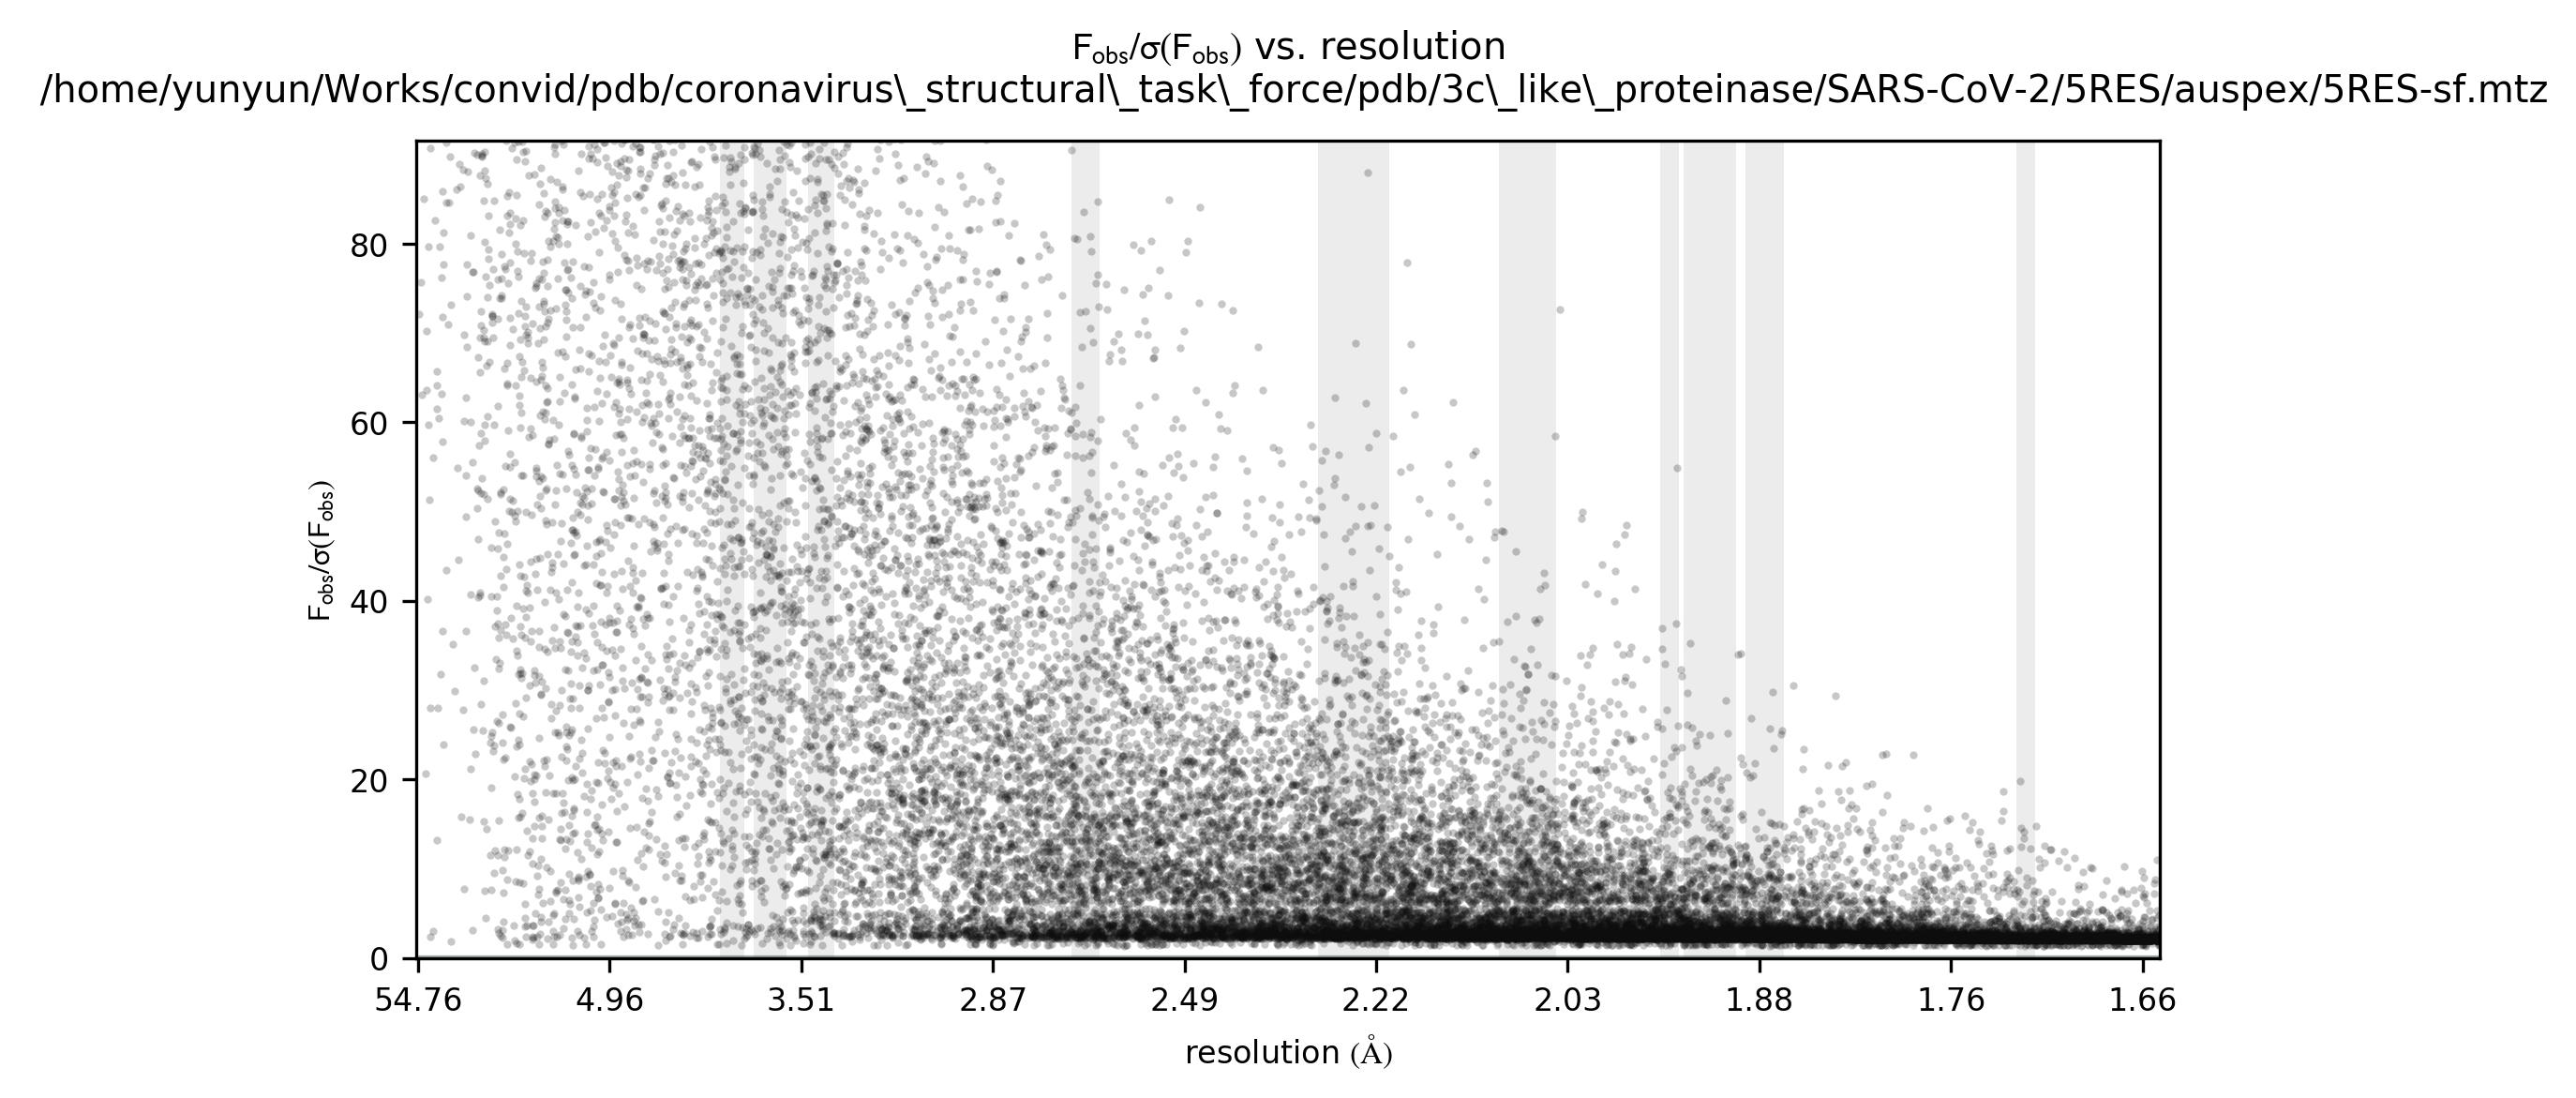 Fobs/σ(Fobs) vs. resolution
/home/yunyun/Works/convid/pdb/coronavirus\_structural\_task\_force/pdb/3c\_like\_proteinase/SARS-CoV-2/5RES/auspex/5RES-sf.mtz
80
60
40
20
0
Fobs/σ(Fobs)
54.76 4.96 3.51 2.87 2.49 2.22 2.03 1.88 1.76 1.66
resolution (Å)